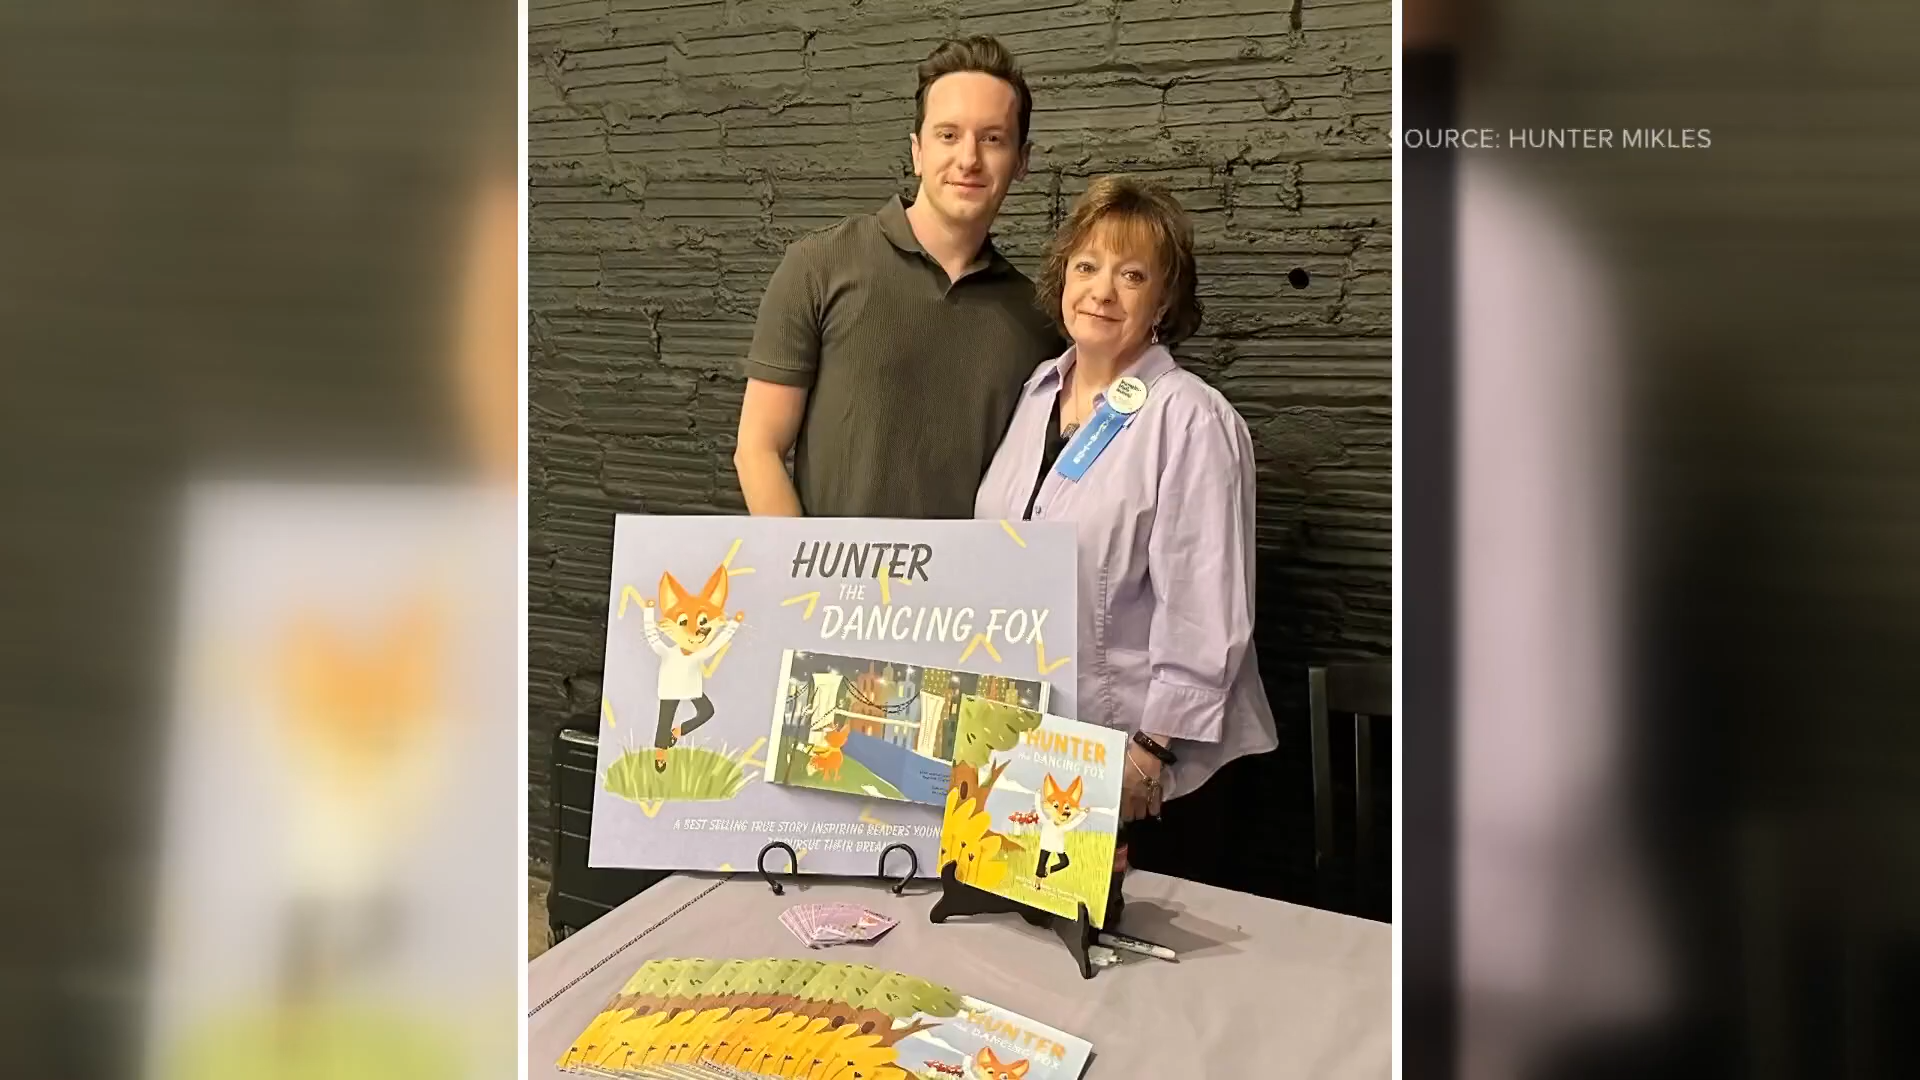 SOURCE: HUNTER MIKLES
HUNTER
THE
DANCING FOX
A BEST SELLING TRUE STORY INSPIRING READERS YOUNG
PURSUE THEIR DREAM
HUNTER
the DANCING FOX
HUNTER
the DANCING FOX